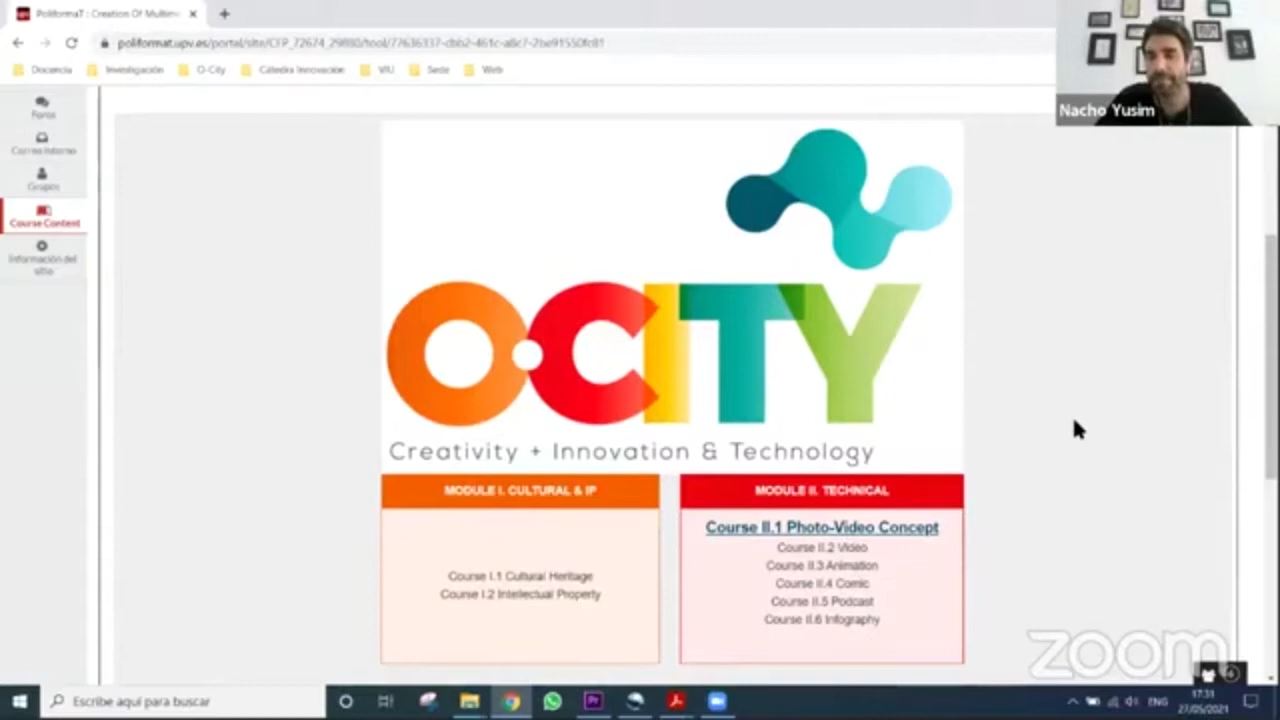 PoliformaT : Creation Of Multim
poliformat.upv.es/portal/site/CFP_72674_29880/tool/77636337-cbb2-461c-a8c7-2be91550fc81
Docencia Investigación O-City Cátedra Innovación VIU Sede Web
Nacho Yusim
Foros
Correo interno
Grupos
Course Content
Información del
sitio
O·CITY
Creativity + Innovation & Technology
MODULE I. CULTURAL & IP
Course I.1 Cultural Heritage
Course I.2 Intellectual Property
MODULE II. TECHNICAL
Course II.1 Photo-Video Concept
Course II.2 Video
Course II.3 Animation
Course II.4 Comic
Course II.5 Podcast
Course II.6 Infography
zoom
Escribe aquí para buscar
Pr
ENG
17:31
27/05/2021